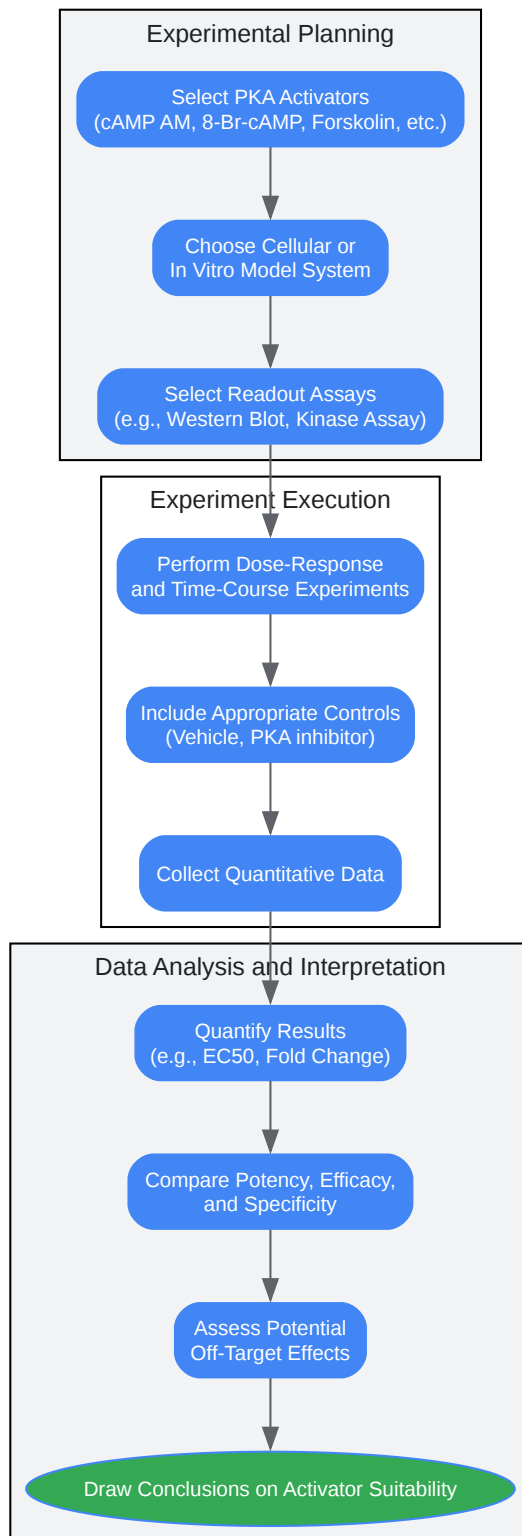 Experimental Planning
Select PKA Activators
(cAMP AM, 8-Br-cAMP, Forskolin, etc.)
Choose Cellular or
In Vitro Model System
Select Readout Assays
(e.g., Western Blot, Kinase Assay)
Experiment Execution
Perform Dose-Response
and Time-Course Experiments
Include Appropriate Controls
(Vehicle, PKA inhibitor)
Collect Quantitative Data
Data Analysis and Interpretation
Quantify Results
(e.g., EC50, Fold Change)
Compare Potency, Efficacy,
and Specificity
Assess Potential
Off-Target Effects
Draw Conclusions on Activator Suitability